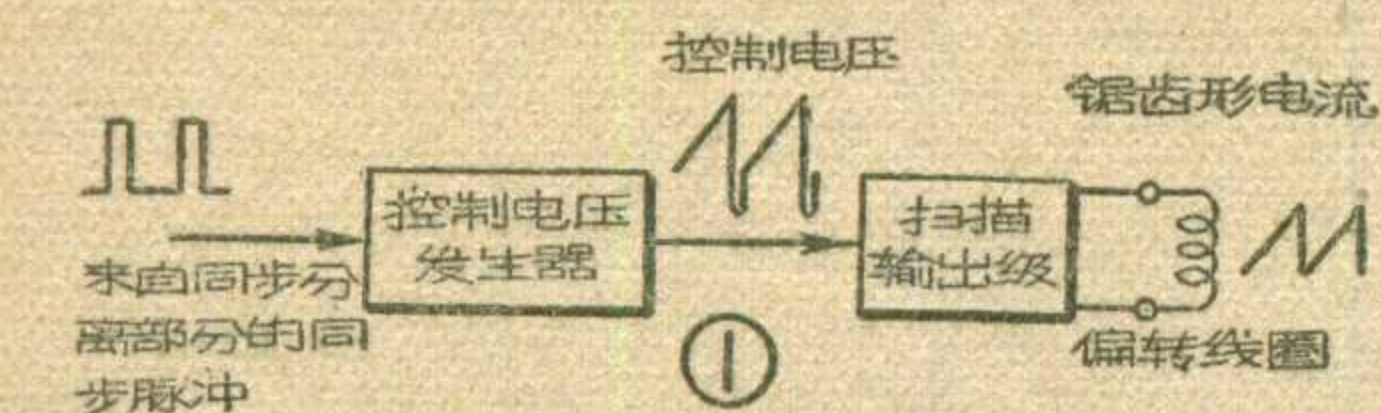 控制电压
锯齿形电流
控制电压
发生器
扫描
输出级
来自同步分
离部分的同
步脉冲
偏转线圈
①